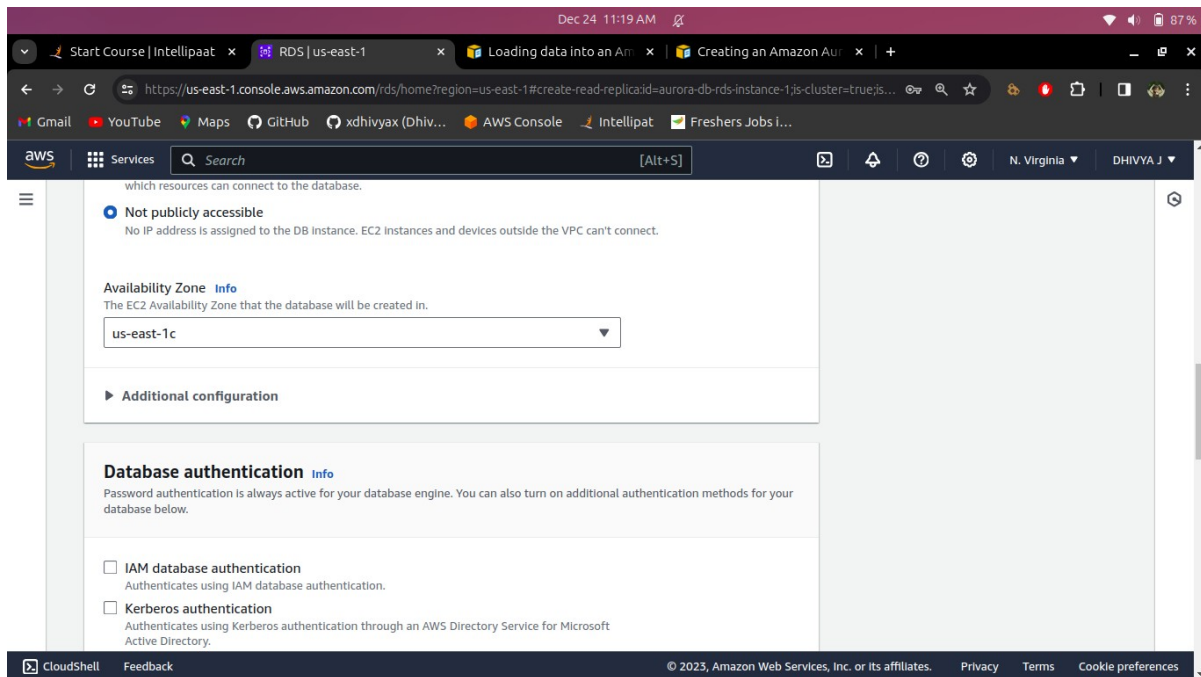 Dec 24 11:19 AM
87%
Start Course | Intellipaat
RDS | us-east-1
Loading data into an Am
Creating an Amazon Aur
https://us-east-1.console.aws.amazon.com/rds/home?region=us-east-1#create-read-replica:id=aurora-db-rds-instance-1;is-cluster=true;is...
Gmail YouTube Maps GitHub xdhivyax (Dhiv... AWS Console Intellipat Freshers Jobs i...
aws Services Search [Alt+S] N. Virginia DHIVYA J
which resources can connect to the database.
Not publicly accessible
No IP address is assigned to the DB instance. EC2 instances and devices outside the VPC can't connect.
Availability Zone Info
The EC2 Availability Zone that the database will be created in.
us-east-1c
Additional configuration
Database authentication Info
Password authentication is always active for your database engine. You can also turn on additional authentication methods for your
database below.
IAM database authentication
Authenticates using IAM database authentication.
Kerberos authentication
Authenticates using Kerberos authentication through an AWS Directory Service for Microsoft
Active Directory.
CloudShell Feedback © 2023, Amazon Web Services, Inc. or its affiliates. Privacy Terms Cookie preferences